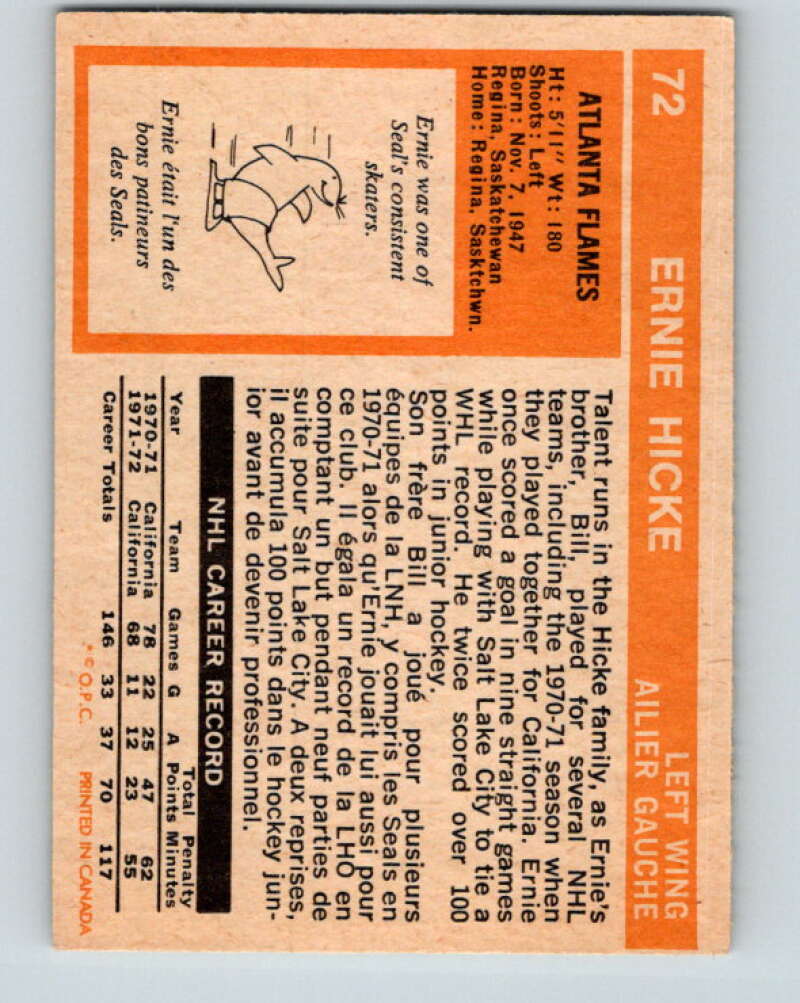 72
ERNIE HICKE
LEFT WING
AILIER GAUCHE
ATLANTA FLAMES
Ht: 5'11" Wt: 180
Shoots: Left
Born: Nov. 7, 1947
Regina, Saskatchewan
Home: Regina, Sasktchwn.
Ernie was one of
Seal's consistent
skaters.
Ernie était l'un des
bons patineurs
des Seals.
Talent runs in the Hicke family, as Ernie's
brother, Bill, played for several NHL
teams, including the 1970-71 season when
they played together for California. Ernie
once scored a goal in nine straight games
while playing with Salt Lake City to tie a
WHL record. He twice scored over 100
points in junior hockey.
Son frère Bill a joué pour plusieurs
équipes de la LNH, y compris les Seals en
1970-71 alors qu'Ernie jouait lui aussi pour
ce club. Il égala un record de la LHO en
comptant un but pendant neuf parties de
suite pour Salt Lake City. A deux reprises,
il accumula 100 points dans le hockey jun-
ior avant de devenir professionnel.
NHL CAREER RECORD
Total Penalty
Year Team Games G A Points Minutes
1970-71 California 78 22 25 47 62
1971-72 California 68 11 12 23 55
Career Totals 146 33 37 70 117
* © O.P.C. PRINTED IN CANADA